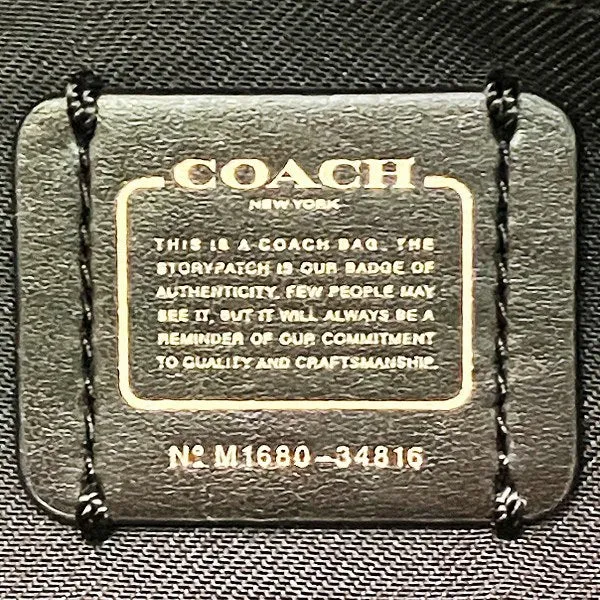 COACH
NEW YORK
THIS IS A COACH BAG. THE
STORYPATCH IS OUR BADGE OF
AUTHENTICITY. FEW PEOPLE MAY
SEE IT, BUT IT WILL ALWAYS BE A
REMINDER OF OUR COMMITMENT
TO QUALITY AND CRAFTSMANSHIP.
Nº M1680-34816